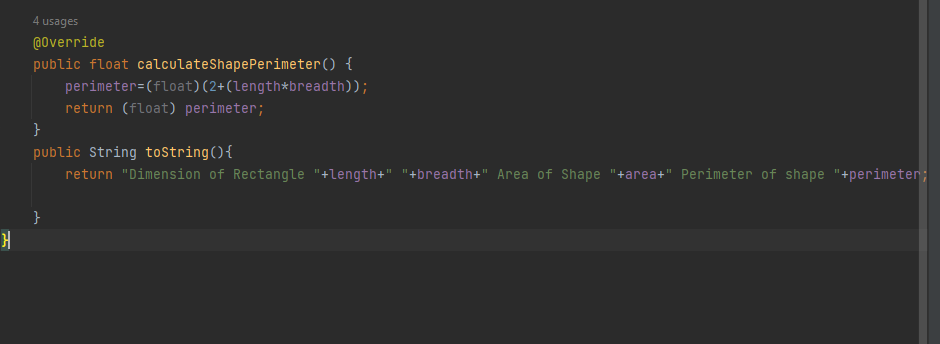 4 usages
@Override
public float calculateShapePerimeter() {
perimeter=(float)(2+(length*breadth));
return (float) perimeter;
}
public String toString(){
return "Dimension of Rectangle "+length+" "+breadth+" Area of Shape "+area+" Perimeter of shape "+perimeter;
}
}